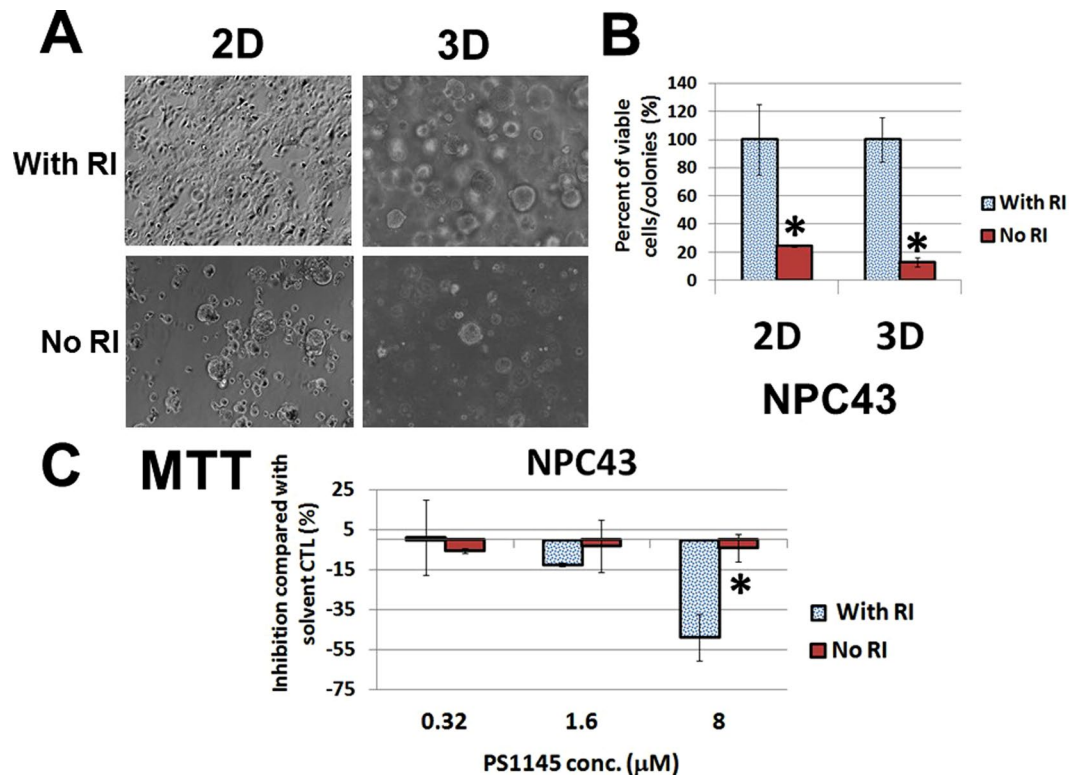 A
2D 3D
With RI
No RI
B
Percent of viable
cells/colonies (%)
140
120
100
80
60
40
20
0
*
*
With RI
No RI
2D 3D
NPC43
C MTT
NPC43
Inhibition compared with
solvent CTL (%)
25
5
-15
-35
-55
-75
*
With RI
No RI
0.32 1.6 8
PS1145 conc. (μM)